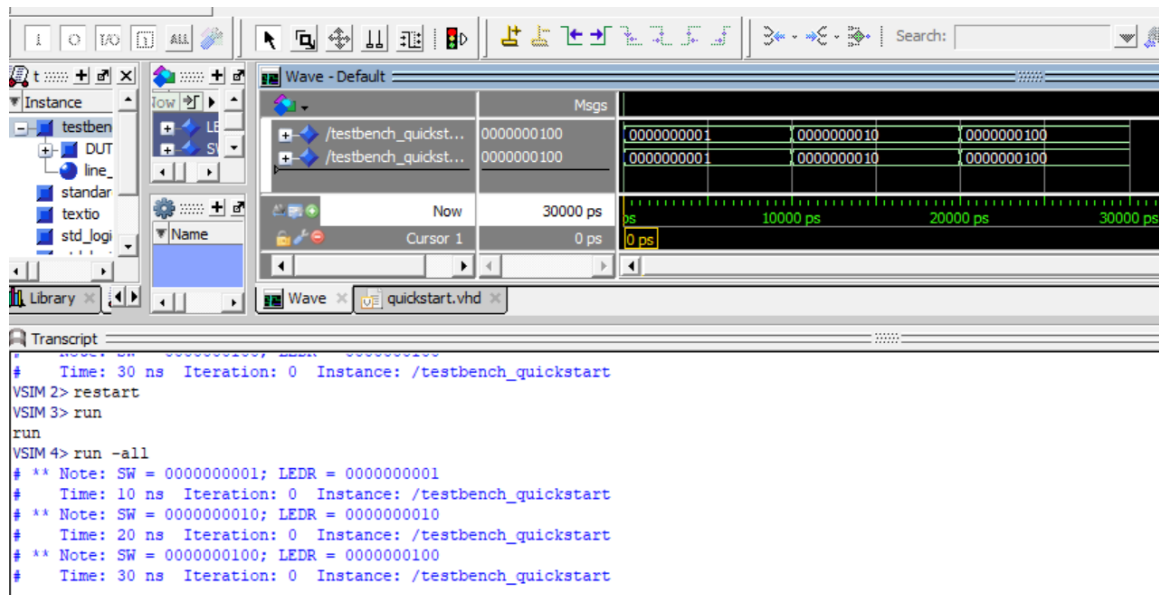 Search:
t
Wave - Default
Instance
Now
Msgs
testben
DUT
line_
standar
textio
std_logi
LE
S
/testbench_quickst...
0000000100
0000000001
0000000010
0000000100
/testbench_quickst...
0000000100
0000000001
0000000010
0000000100
Name
Now
30000 ps
ps
10000 ps
20000 ps
30000 ps
Cursor 1
0 ps
0 ps
Library
Wave
quickstart.vhd
Transcript
# Time: 30 ns Iteration: 0 Instance: /testbench_quickstart
VSIM 2> restart
VSIM 3> run
run
VSIM 4> run -all
# ** Note: SW = 0000000001; LEDR = 0000000001
# Time: 10 ns Iteration: 0 Instance: /testbench_quickstart
# ** Note: SW = 0000000010; LEDR = 0000000010
# Time: 20 ns Iteration: 0 Instance: /testbench_quickstart
# ** Note: SW = 0000000100; LEDR = 0000000100
# Time: 30 ns Iteration: 0 Instance: /testbench_quickstart